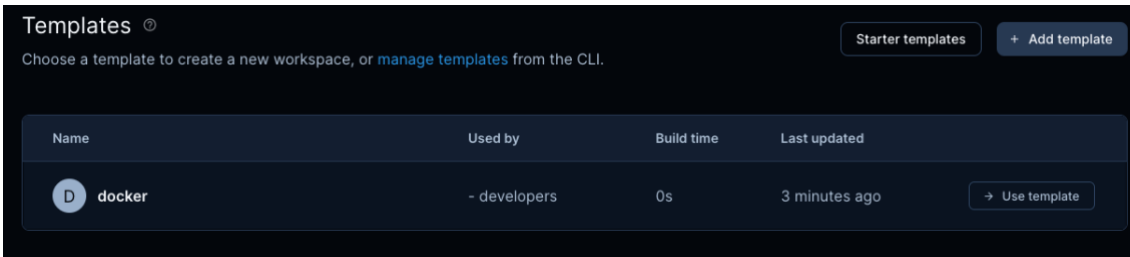 Templates
Starter templates
+ Add template
Choose a template to create a new workspace, or manage templates from the CLI.
Name Used by Build time Last updated
D docker - developers 0s 3 minutes ago → Use template